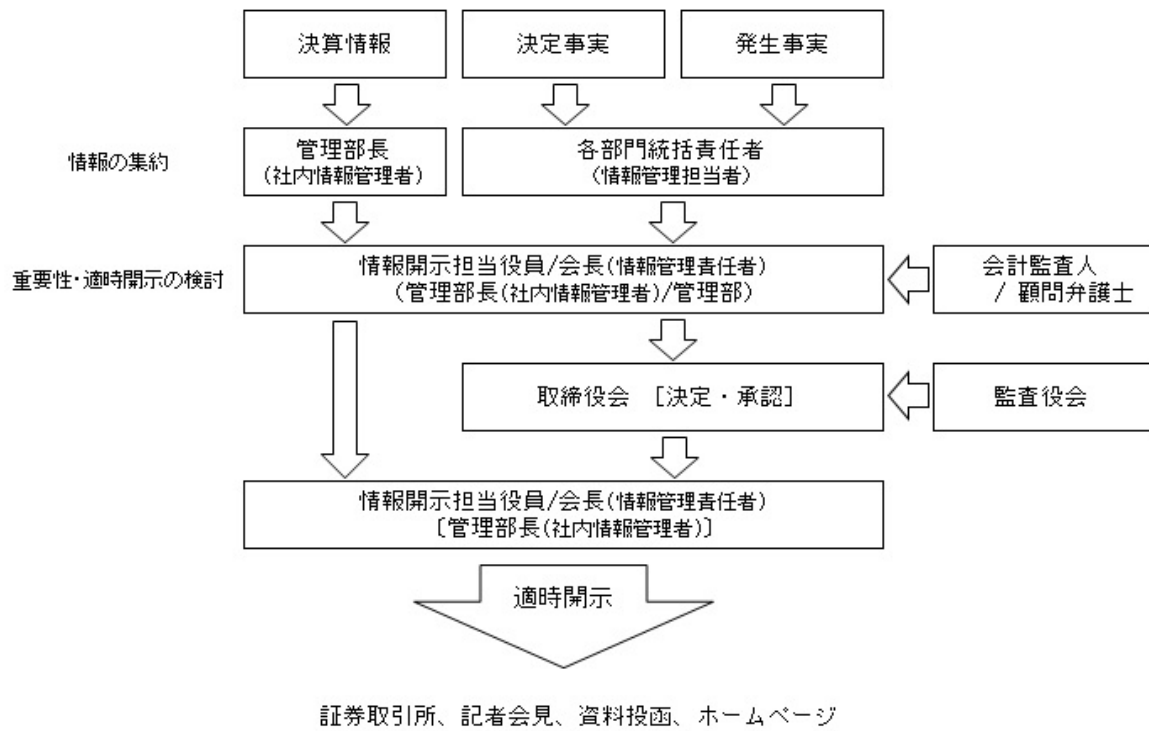 決算情報
決定事実
発生事実
情報の集約
管理部長
(社内情報管理者)
各部門統括責任者
(情報管理担当者)
重要性・適時開示の検討
情報開示担当役員/会長(情報管理責任者)
(管理部長(社内情報管理者)/管理部)
会計監査人
/ 顧問弁護士
取締役会 [決定・承認]
監査役会
情報開示担当役員/会長(情報管理責任者)
[管理部長(社内情報管理者)]
適時開示
証券取引所、記者会見、資料投函、ホームページ